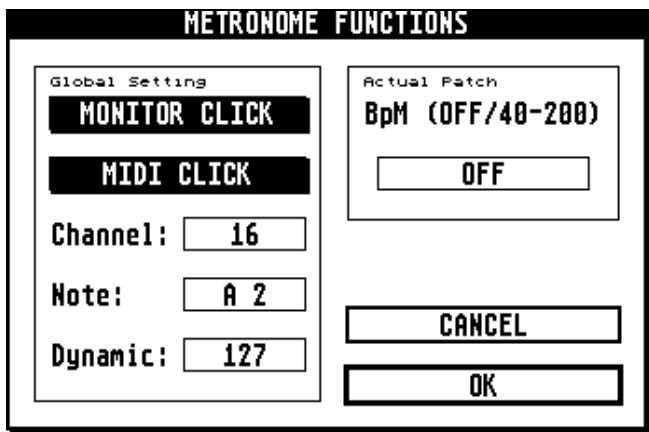 METRONOME FUNCTIONS
Global Setting
MONITOR CLICK
MIDI CLICK
Channel: 16
Note: A 2
Dynamic: 127
Actual Patch
BpM (OFF/40-200)
OFF
CANCEL
OK